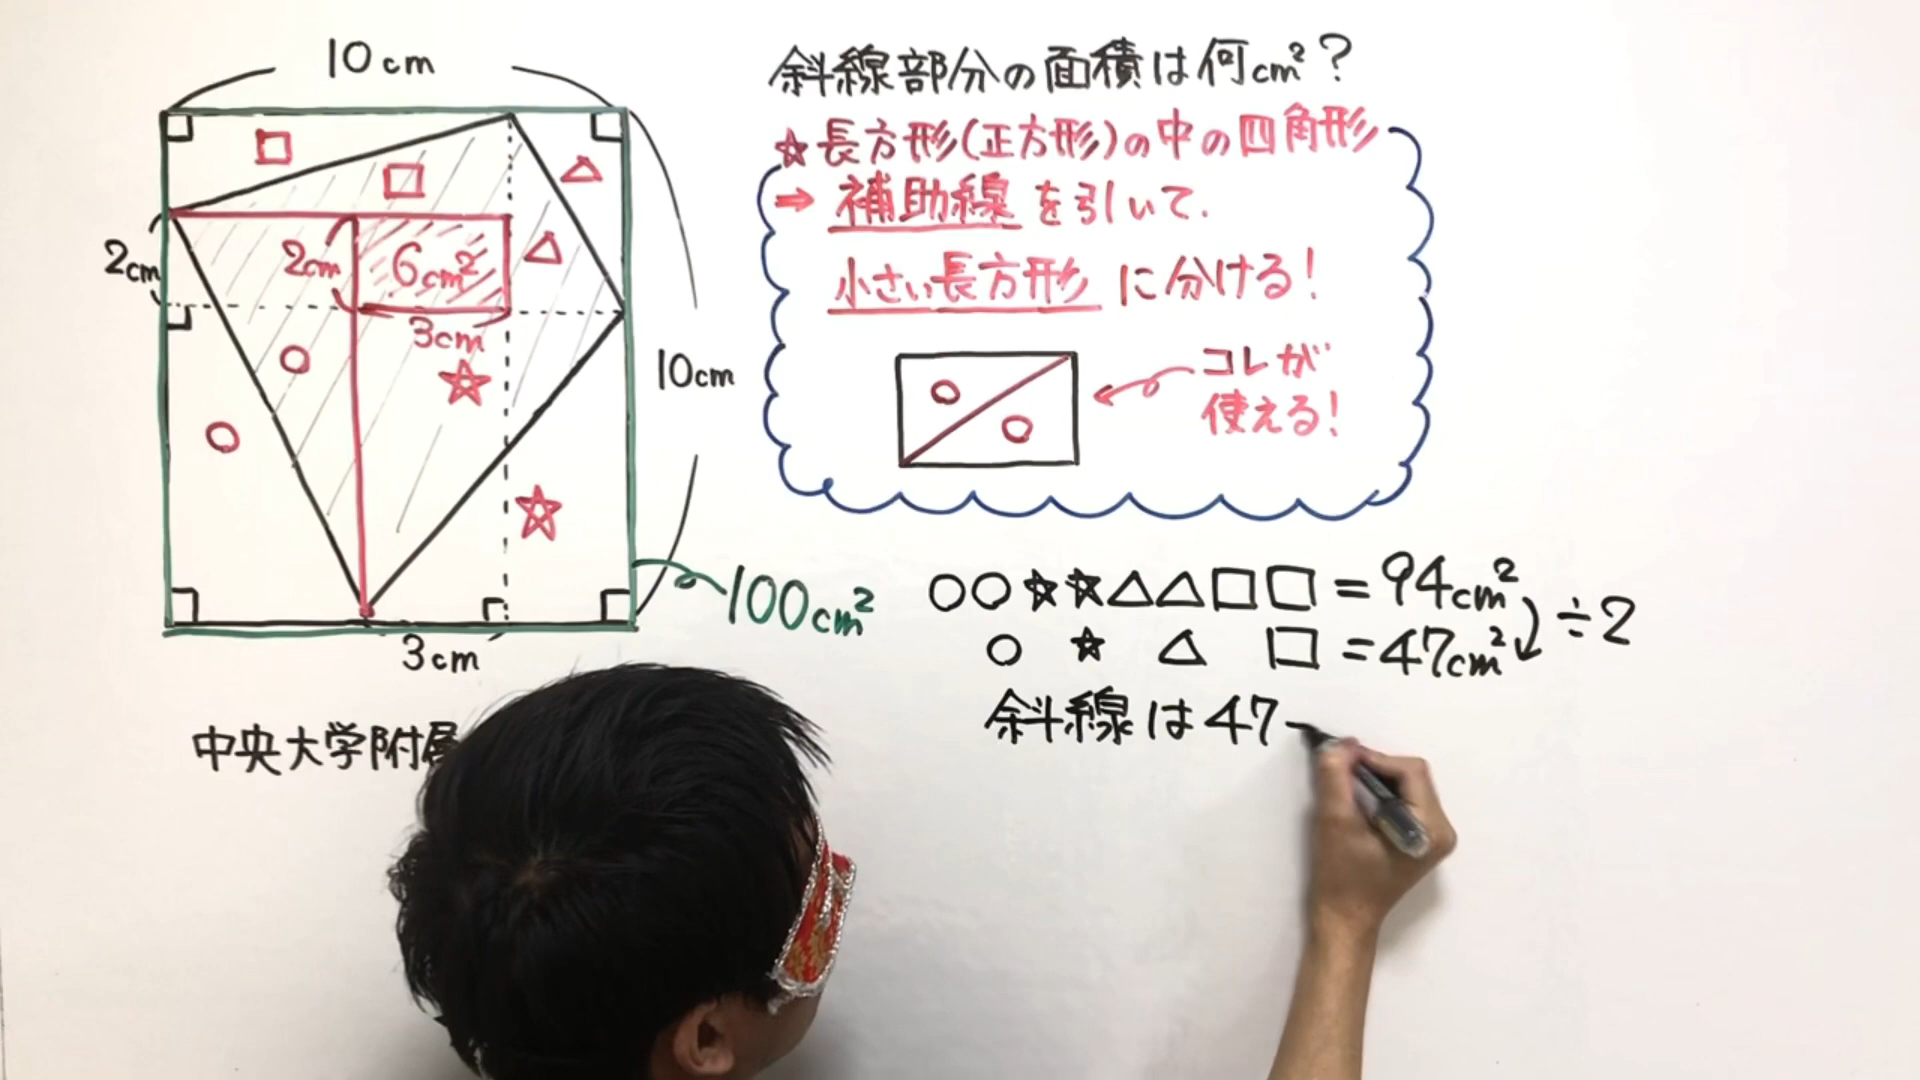 10cm
2cm
2cm
6cm²
3cm
10cm
3cm
100cm²
中央大学附属
斜線部分の面積は何cm²?
☆長方形(正方形)の中の四角形
→ 補助線を引いて.
小さい長方形に分ける!
コレが
使える!
○○☆☆△△□□=94cm²
÷2
○ ☆ △ □=47cm²
斜線は47-